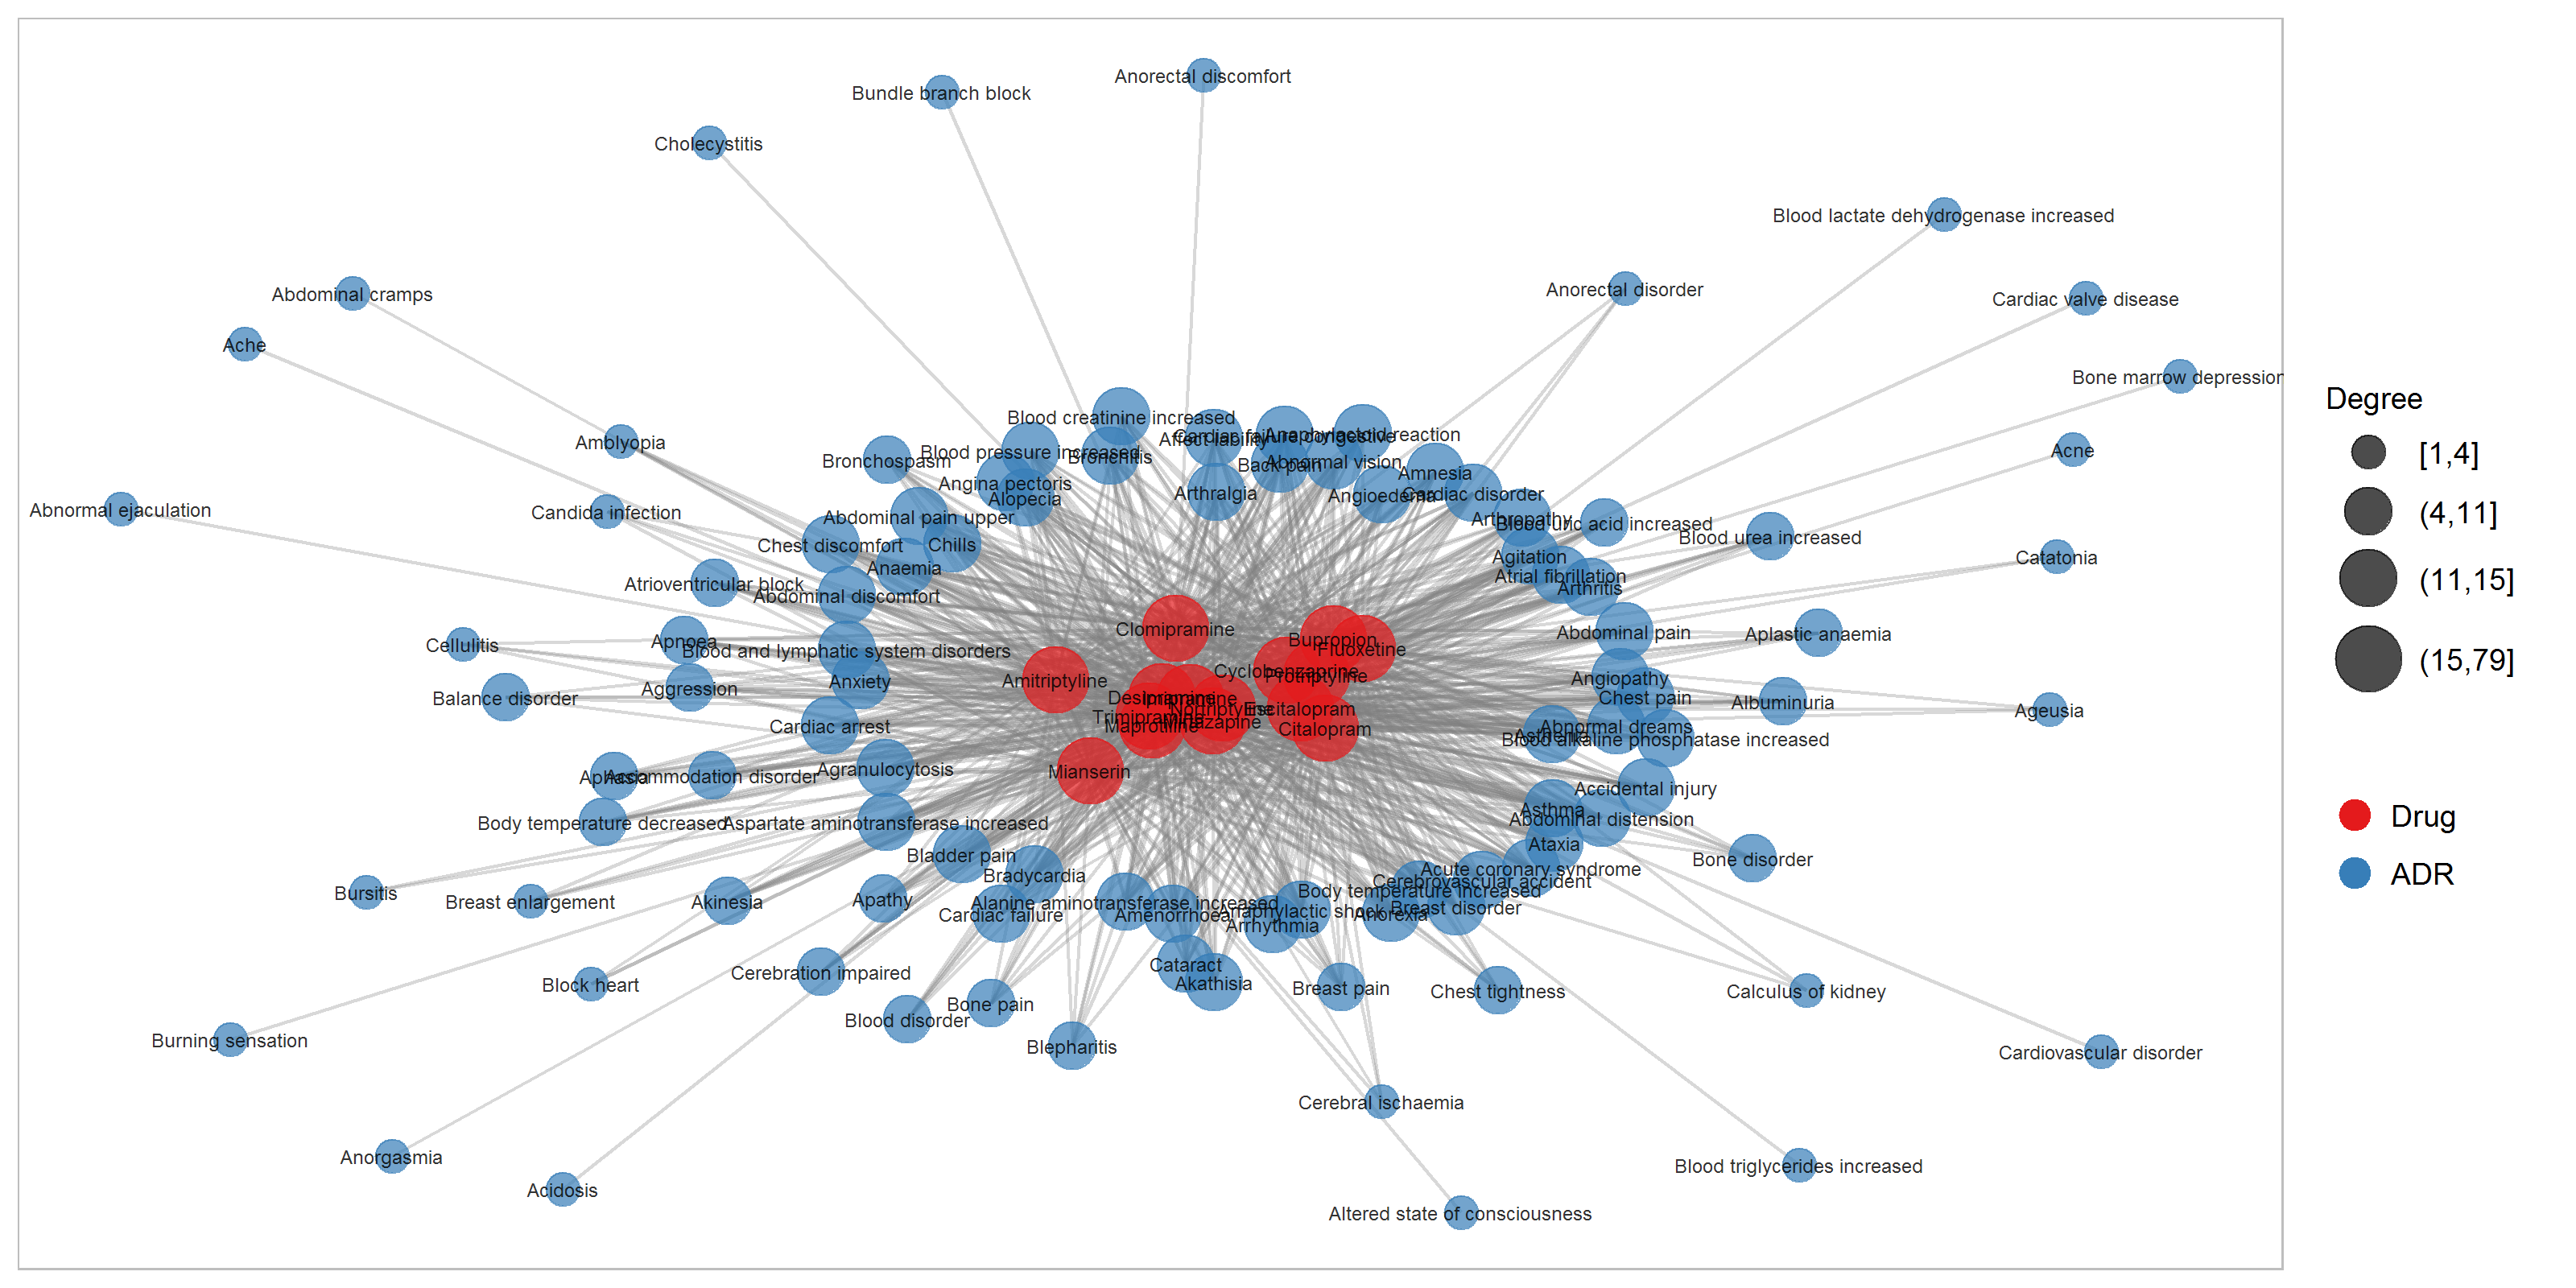 Anorectal discomfort
Bundle branch block
Cholecystitis
Blood lactate dehydrogenase increased
Abdominal cramps
Anorectal disorder
Cardiac valve disease
Ache
Bone marrow depression
Degree
Blood creatinine increased
Amblyopia
Affect lability
Cardiac failure congestive
Anaphylactoid reaction
Acne
[1,4]
Blood pressure increased
Bronchitis
Bronchospasm
Back pain
Abnormal vision
Amnesia
Angina pectoris
Alopecia
Arthralgia
Angioedema
Cardiac disorder
Abnormal ejaculation
Candida infection
Abdominal pain upper
Arthropathy
Blood uric acid increased
(4,11]
Chest discomfort
Chills
Blood urea increased
Agitation
Catatonia
Anaemia
Atrial fibrillation
(11,15]
Atrioventricular block
Abdominal discomfort
Arthritis
Clomipramine
Abdominal pain
Aplastic anaemia
Cellulitis
Apnoea
Blood and lymphatic system disorders
Bupropion
Fluoxetine
(15,79]
Amitriptyline
Cyclobenzaprine
Protriptyline
Anxiety
Aggression
Angiopathy
Balance disorder
Desipramine
Imipramine
Chest pain
Albuminuria
Nortriptyline
Escitalopram
Ageusia
Trimipramine
Mirtazapine
Maprotiline
Citalopram
Cardiac arrest
Abnormal dreams
Asthenia
Blood alkaline phosphatase increased
Mianserin
Aphasia
Accommodation disorder
Agranulocytosis
Accidental injury
Asthma
Drug
Body temperature decreased
Aspartate aminotransferase increased
Abdominal distension
Ataxia
Bladder pain
Bone disorder
Acute coronary syndrome
ADR
Bradycardia
Cerebrovascular accident
Bursitis
Breast enlargement
Akinesia
Apathy
Body temperature increased
Alanine aminotransferase increased
Cardiac failure
Amenorrhoea
Anaphylactic shock
Anorexia
Breast disorder
Arrhythmia
Cataract
Cerebration impaired
Akathisia
Block heart
Breast pain
Chest tightness
Calculus of kidney
Bone pain
Blood disorder
Burning sensation
Blepharitis
Cardiovascular disorder
Cerebral ischaemia
Anorgasmia
Blood triglycerides increased
Acidosis
Altered state of consciousness